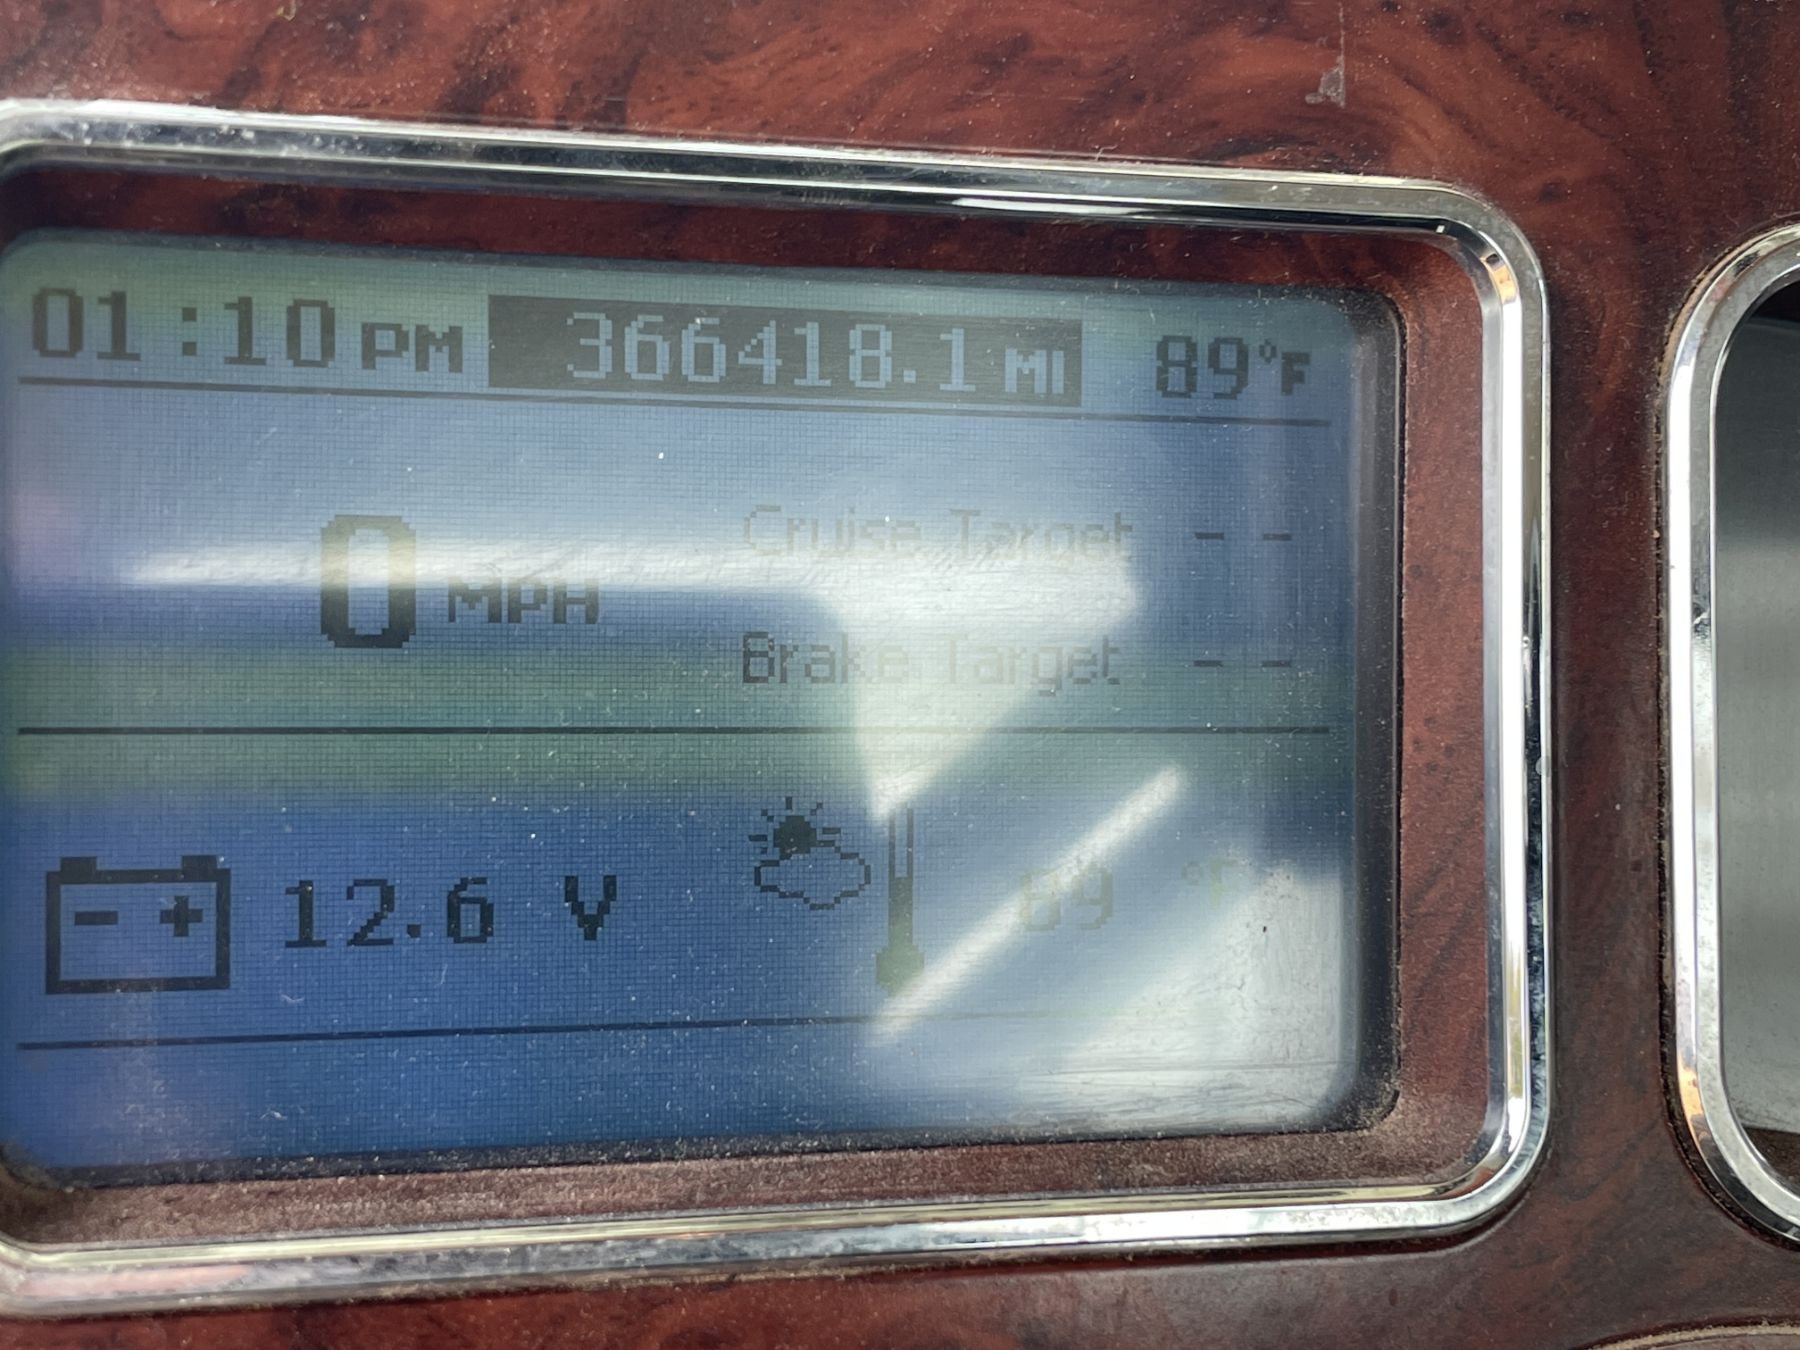 01:10 PM 366418.1 MI 89°F
Cruise Target --
0 MPH
Brake Target --
- + 12.6 V 89 °F